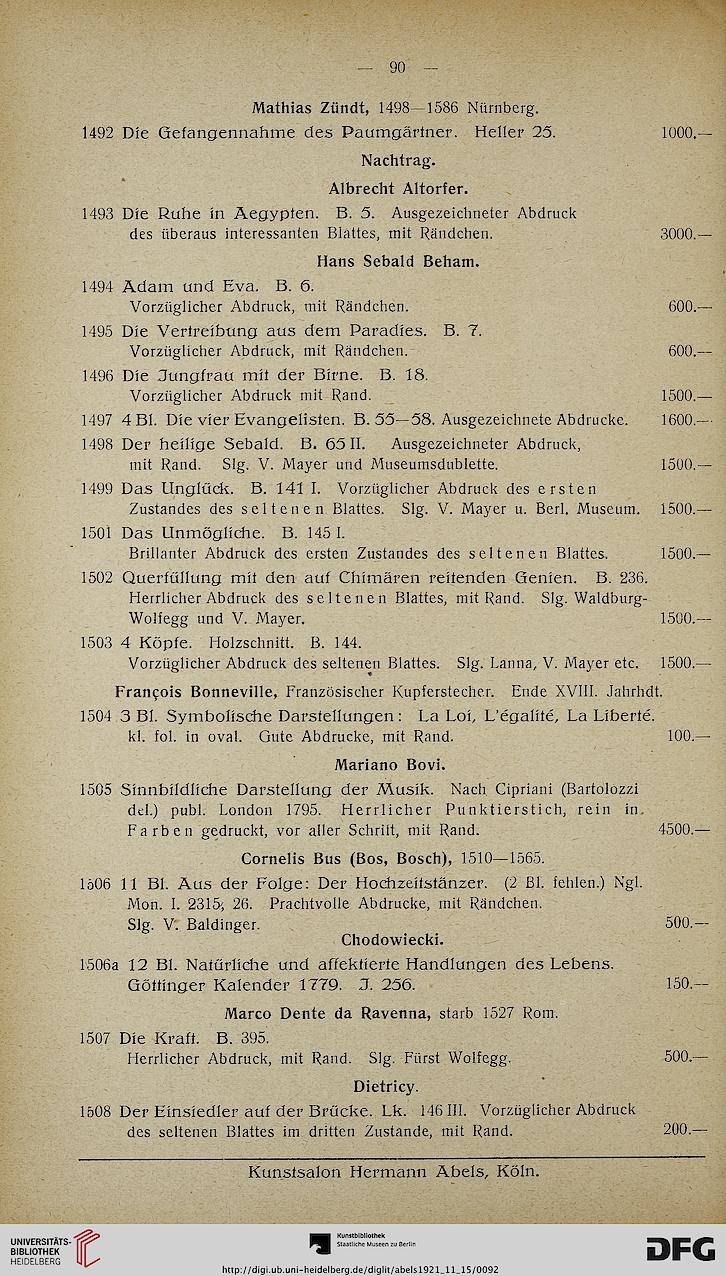 — 90 —
Mathias Zündt, 1498—1586 Nürnberg.
1492 Die Gefangennahme des Paumgärtner. Heller 25. 1000.—
Nachtrag.
Albrecht Altorfer.
1493 Die Ruhe in Aegypten. B. 5. Ausgezeichneter Abdruck
des überaus interessanten Blattes, mit Rändchen. 3000.—
Hans Sebald Beham.
1494 Adam und Eva. B. 6.
Vorzüglicher Abdruck, mit Rändchen. 600.—
1495 Die Vertreibung aus dem Paradies. B. 7.
Vorzüglicher Abdruck, mit Rändchen. 600.—
1496 Die Jungfrau mit der Birne. B. 18.
Vorzüglicher Abdruck mit Rand. 1500.—
1497 4 Bl. Die vier Evangelisten. B. 55—58. Ausgezeichnete Abdrucke. 1600.—
1498 Der heilige Sebald. B. 65 II. Ausgezeichneter Abdruck,
mit Rand. Slg. V. Mayer und Museumsdublette. 1500.—
1499 Das Unglück. B. 141 I. Vorzüglicher Abdruck des ersten
Zustandes des seltenen Blattes. Slg. V. Mayer u. Berl. Museum. 1500.—
1501 Das Unmögliche. B. 145 I.
Brillanter Abdruck des ersten Zustandes des seltenen Blattes. 1500.—
1502 Querfüllung mit den auf Chimären reitenden Genien. B. 236.
Herrlicher Abdruck des seltenen Blattes, mit Rand. Slg. Waldburg-
Wolfegg und V. Mayer. 1500.—
1503 4 Köpfe. Holzschnitt. B. 144.
Vorzüglicher Abdruck des seltenen Blattes. Slg. Lanna, V. Mayer etc. 1500.—
François Bonneville, Französischer Kupferstecher. Ende XVIII. Jahrhdt.
1504 3 Bl. Symbolische Darstellungen: La Loi, L'égalité, La Liberté.
kl. fol. in oval. Gute Abdrucke, mit Rand. 100.—
Mariano Bovi.
1505 Sinnbildliche Darstellung der Musik. Nach Cipriani (Bartolozzi
del.) publ. London 1795. Herrlicher Punktierstich, rein in
Farben gedruckt, vor aller Schrift, mit Rand. 4500.—
Cornelis Bus (Bos, Bosch), 1510—1565.
1506 11 Bl. Aus der Folge: Der Hochzeitstänzer. (2 Bl. fehlen.) Ngl.
Mon. I. 2315, 26. Prachtvolle Abdrucke, mit Rändchen.
Slg. V. Baldinger. 500.—
Chodowiecki.
1506a 12 Bl. Natürliche und affektierte Handlungen des Lebens.
Göttinger Kalender 1779. J. 256. 150.—
Marco Dente da Ravenna, starb 1527 Rom.
1507 Die Kraft. B. 395.
Herrlicher Abdruck, mit Rand. Slg. Fürst Wolfegg. 500.—
Dietricy.
1508 Der Einsiedler auf der Brücke. Lk. 146 III. Vorzüglicher Abdruck
des seltenen Blattes im dritten Zustande, mit Rand. 200.—
Kunstsalon Hermann Abels, Köln.
UNIVERSITÄTS-
BIBLIOTHEK
HEIDELBERG
Kunstbibliothek
Staatliche Museen zu Berlin
DFG
http://digi.ub.uni-heidelberg.de/diglit/abels1921_11_15/0092